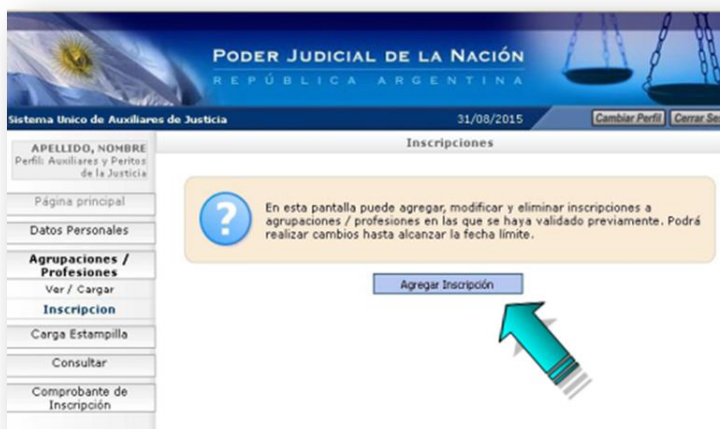 PODER JUDICIAL DE LA NACIÓN
REPÚBLICA ARGENTINA
Sistema Unico de Auxiliares de Justicia
31/08/2015
Cambiar Perfil
Cerrar Se
APELLIDO, NOMBRE
Perfil: Auxiliares y Peritos
de la Justicia
Página principal
Datos Personales
Agrupaciones /
Profesiones
Ver / Cargar
Inscripcion
Carga Estampilla
Consultar
Comprobante de
Inscripción
Inscripciones
?
En esta pantalla puede agregar, modificar y eliminar inscripciones a
agrupaciones / profesiones en las que se haya validado previamente. Podrá
realizar cambios hasta alcanzar la fecha límite.
Agregar Inscripción